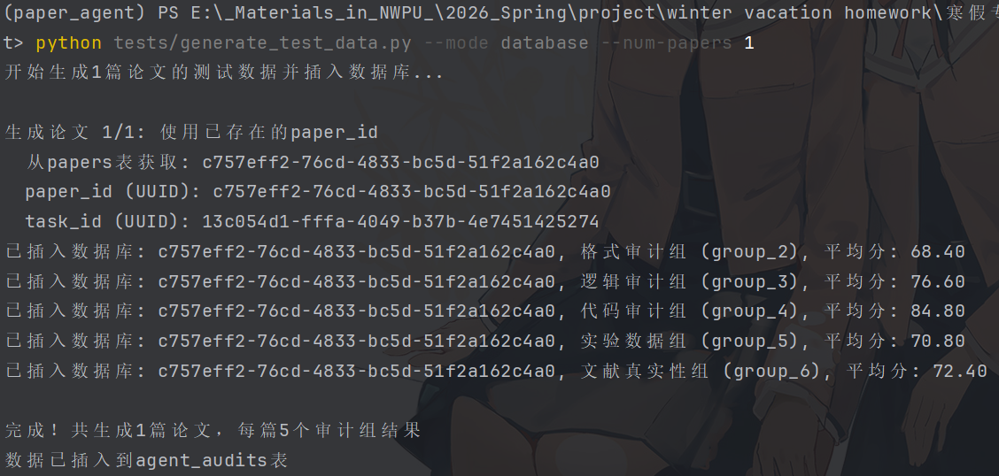 (paper_agent) PS E:\_Materials_in_NWPU_\2026_Spring\project\winter vacation homework\寒假专
t> python tests/generate_test_data.py --mode database --num-papers 1
开始生成1篇论文的测试数据并插入数据库...
生成论文 1/1: 使用已存在的paper_id
从papers表获取: c757eff2-76cd-4833-bc5d-51f2a162c4a0
paper_id (UUID): c757eff2-76cd-4833-bc5d-51f2a162c4a0
task_id (UUID): 13c054d1-fffa-4049-b37b-4e7451425274
已插入数据库: c757eff2-76cd-4833-bc5d-51f2a162c4a0, 格式审计组 (group_2), 平均分: 68.40
已插入数据库: c757eff2-76cd-4833-bc5d-51f2a162c4a0, 逻辑审计组 (group_3), 平均分: 76.60
已插入数据库: c757eff2-76cd-4833-bc5d-51f2a162c4a0, 代码审计组 (group_4), 平均分: 84.80
已插入数据库: c757eff2-76cd-4833-bc5d-51f2a162c4a0, 实验数据组 (group_5), 平均分: 70.80
已插入数据库: c757eff2-76cd-4833-bc5d-51f2a162c4a0, 文献真实性组 (group_6), 平均分: 72.40
完成! 共生成1篇论文，每篇5个审计组结果
数据已插入到agent_audits表